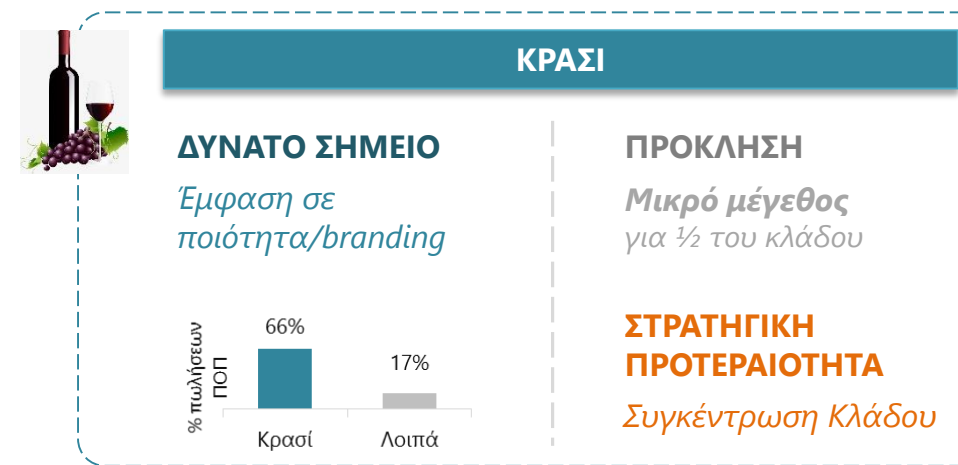 ΚΡΑΣΙ
ΔΥΝΑΤΟ ΣΗΜΕΙΟ
Έμφαση σε
ποιότητα/branding
% πωλήσεων
ΠΟΠ
66%
17%
Κρασί
Λοιπά
ΠΡΟΚΛΗΣΗ
Μικρό μέγεθος
για ½ του κλάδου
ΣΤΡΑΤΗΓΙΚΗ
ΠΡΟΤΕΡΑΙΟΤΗΤΑ
Συγκέντρωση Κλάδου